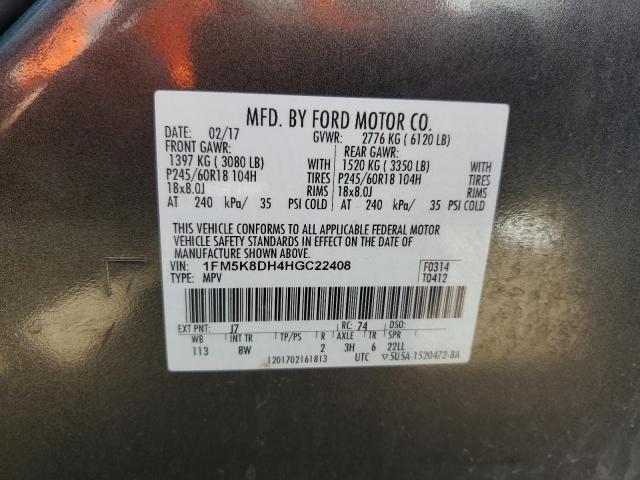 MFD. BY FORD MOTOR CO.
DATE: 02/17 GVWR: 2776 KG ( 6120 LB)
FRONT GAWR: REAR GAWR:
1397 KG ( 3080 LB) WITH 1520 KG ( 3350 LB) WITH
P245/60R18 104H TIRES P245/60R18 104H TIRES
18x8.0J RIMS 18x8.0J RIMS
AT 240 kPa/ 35 PSI COLD AT 240 kPa/ 35 PSI COLD
THIS VEHICLE CONFORMS TO ALL APPLICABLE FEDERAL MOTOR
VEHICLE SAFETY STANDARDS IN EFFECT ON THE DATE OF
MANUFACTURE SHOWN ABOVE.
VIN: 1FM5K8DH4HGC22408 F0314
TYPE: MPV T0412
EXT PNT: J7 RC: 74 DSO:
WB INT TR TP/PS R AXLE TR SPR
113 8W 2 3H 6 22LL
1201702161813 UTC ▽5U5A-1520472-BA